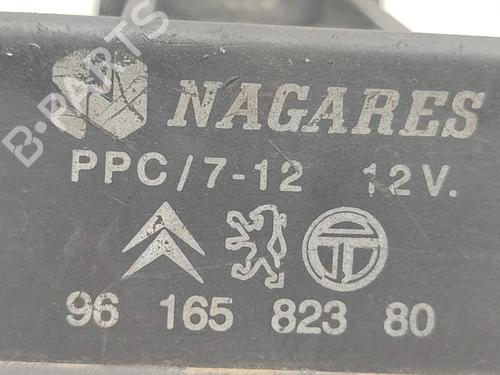 NAGARES
PPC/7-12 12V.
96 165 823 80
B-PARTS